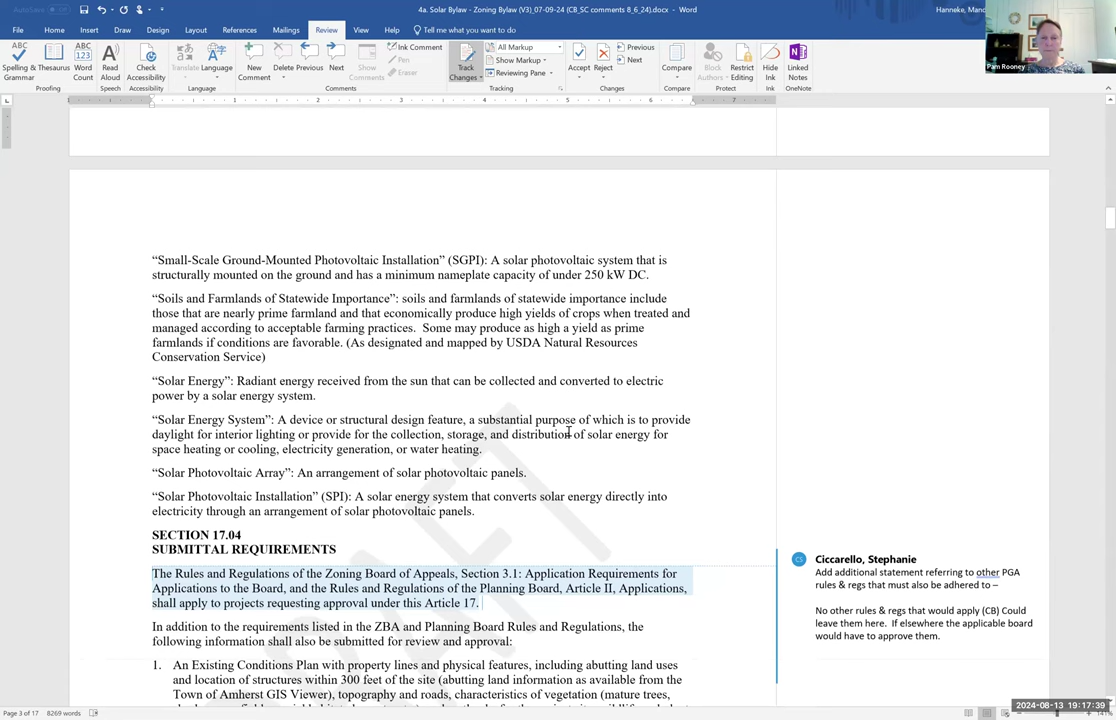 4a. Solar Bylaw - Zoning Bylaw (V3)_07-09-24 (CB_SC comments 8_6_24).docx - Word
Hanneke, Mand
File Home Insert Draw Design Layout References Mailings Review View Help Tell me what you want to do
Pam Rooney
Spelling & Grammar Thesaurus Word Count Read Aloud Check Accessibility Translate Language New Comment Delete Previous Next Show Comments Ink Comment Pen Eraser Track Changes All Markup Show Markup Reviewing Pane Accept Reject Previous Next Compare Block Authors Restrict Editing Hide Ink Linked Notes
Proofing Speech Accessibility Language Comments Tracking Changes Compare Protect Ink OneNote
“Small-Scale Ground-Mounted Photovoltaic Installation” (SGPI): A solar photovoltaic system that is
structurally mounted on the ground and has a minimum nameplate capacity of under 250 kW DC.
“Soils and Farmlands of Statewide Importance”: soils and farmlands of statewide importance include
those that are nearly prime farmland and that economically produce high yields of crops when treated and
managed according to acceptable farming practices. Some may produce as high a yield as prime
farmlands if conditions are favorable. (As designated and mapped by USDA Natural Resources
Conservation Service)
“Solar Energy”: Radiant energy received from the sun that can be collected and converted to electric
power by a solar energy system.
“Solar Energy System”: A device or structural design feature, a substantial purpose of which is to provide
daylight for interior lighting or provide for the collection, storage, and distribution of solar energy for
space heating or cooling, electricity generation, or water heating.
“Solar Photovoltaic Array”: An arrangement of solar photovoltaic panels.
“Solar Photovoltaic Installation” (SPI): A solar energy system that converts solar energy directly into
electricity through an arrangement of solar photovoltaic panels.
SECTION 17.04
SUBMITTAL REQUIREMENTS
The Rules and Regulations of the Zoning Board of Appeals, Section 3.1: Application Requirements for
Applications to the Board, and the Rules and Regulations of the Planning Board, Article II, Applications,
shall apply to projects requesting approval under this Article 17.
In addition to the requirements listed in the ZBA and Planning Board Rules and Regulations, the
following information shall also be submitted for review and approval:
1. An Existing Conditions Plan with property lines and physical features, including abutting land uses
and location of structures within 300 feet of the site (abutting land information as available from the
Town of Amherst GIS Viewer), topography and roads, characteristics of vegetation (mature trees,
DRAFT
CS Ciccarello, Stephanie
Add additional statement referring to other PGA
rules & regs that must also be adhered to –
No other rules & regs that would apply (CB) Could
leave them here. If elsewhere the applicable board
would have to approve them.
Page 3 of 17 8269 words
2024-08-13 19:17:39
141%